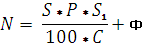 N = (S * P * S₁) / (100 * C) + Ф